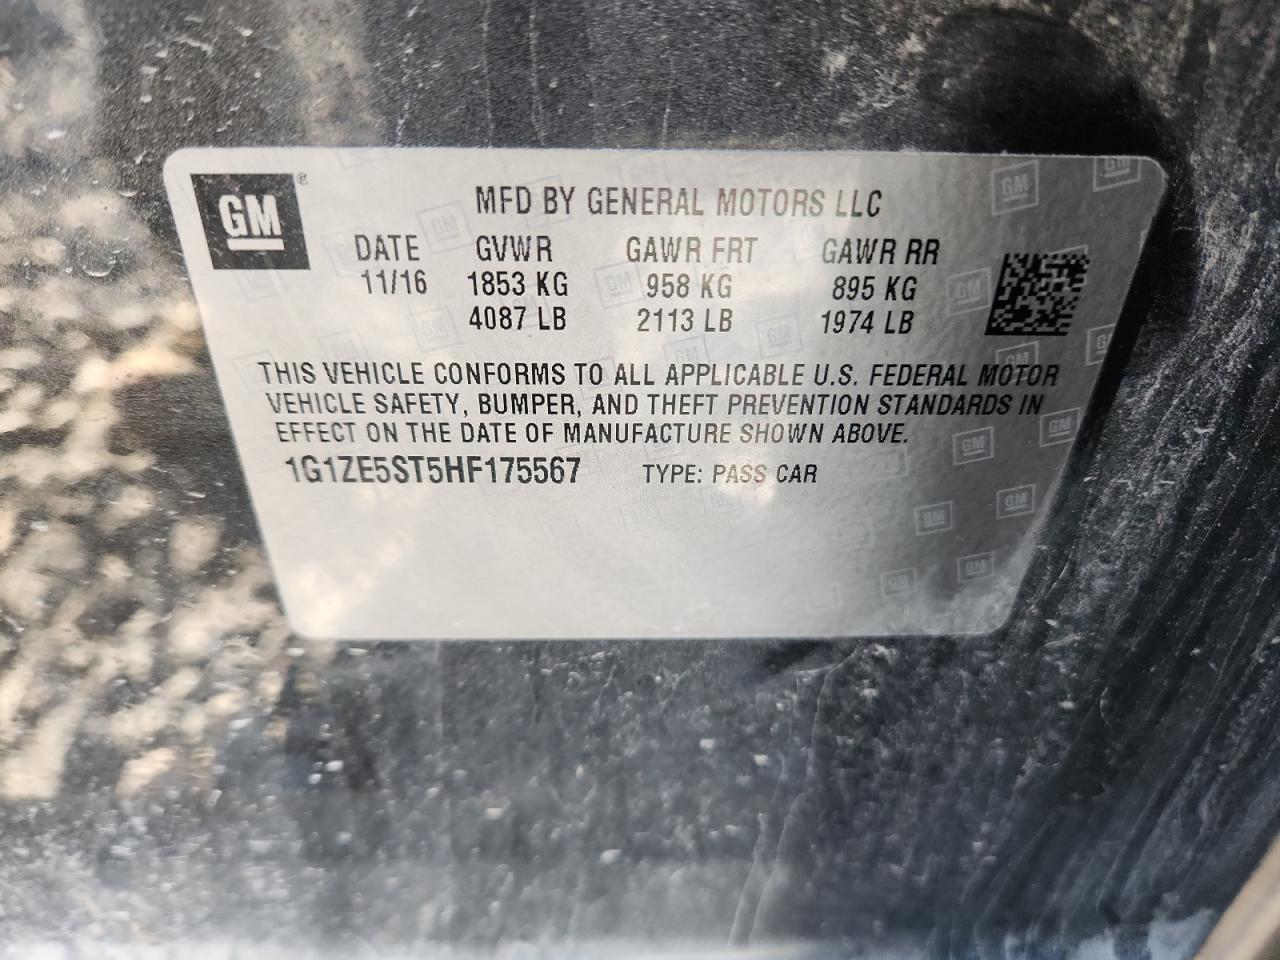 GM ®
MFD BY GENERAL MOTORS LLC
DATE GVWR GAWR FRT GAWR RR
11/16 1853 KG 958 KG 895 KG
4087 LB 2113 LB 1974 LB
THIS VEHICLE CONFORMS TO ALL APPLICABLE U.S. FEDERAL MOTOR
VEHICLE SAFETY, BUMPER, AND THEFT PREVENTION STANDARDS IN
EFFECT ON THE DATE OF MANUFACTURE SHOWN ABOVE.
1G1ZE5ST5HF175567 TYPE: PASS CAR